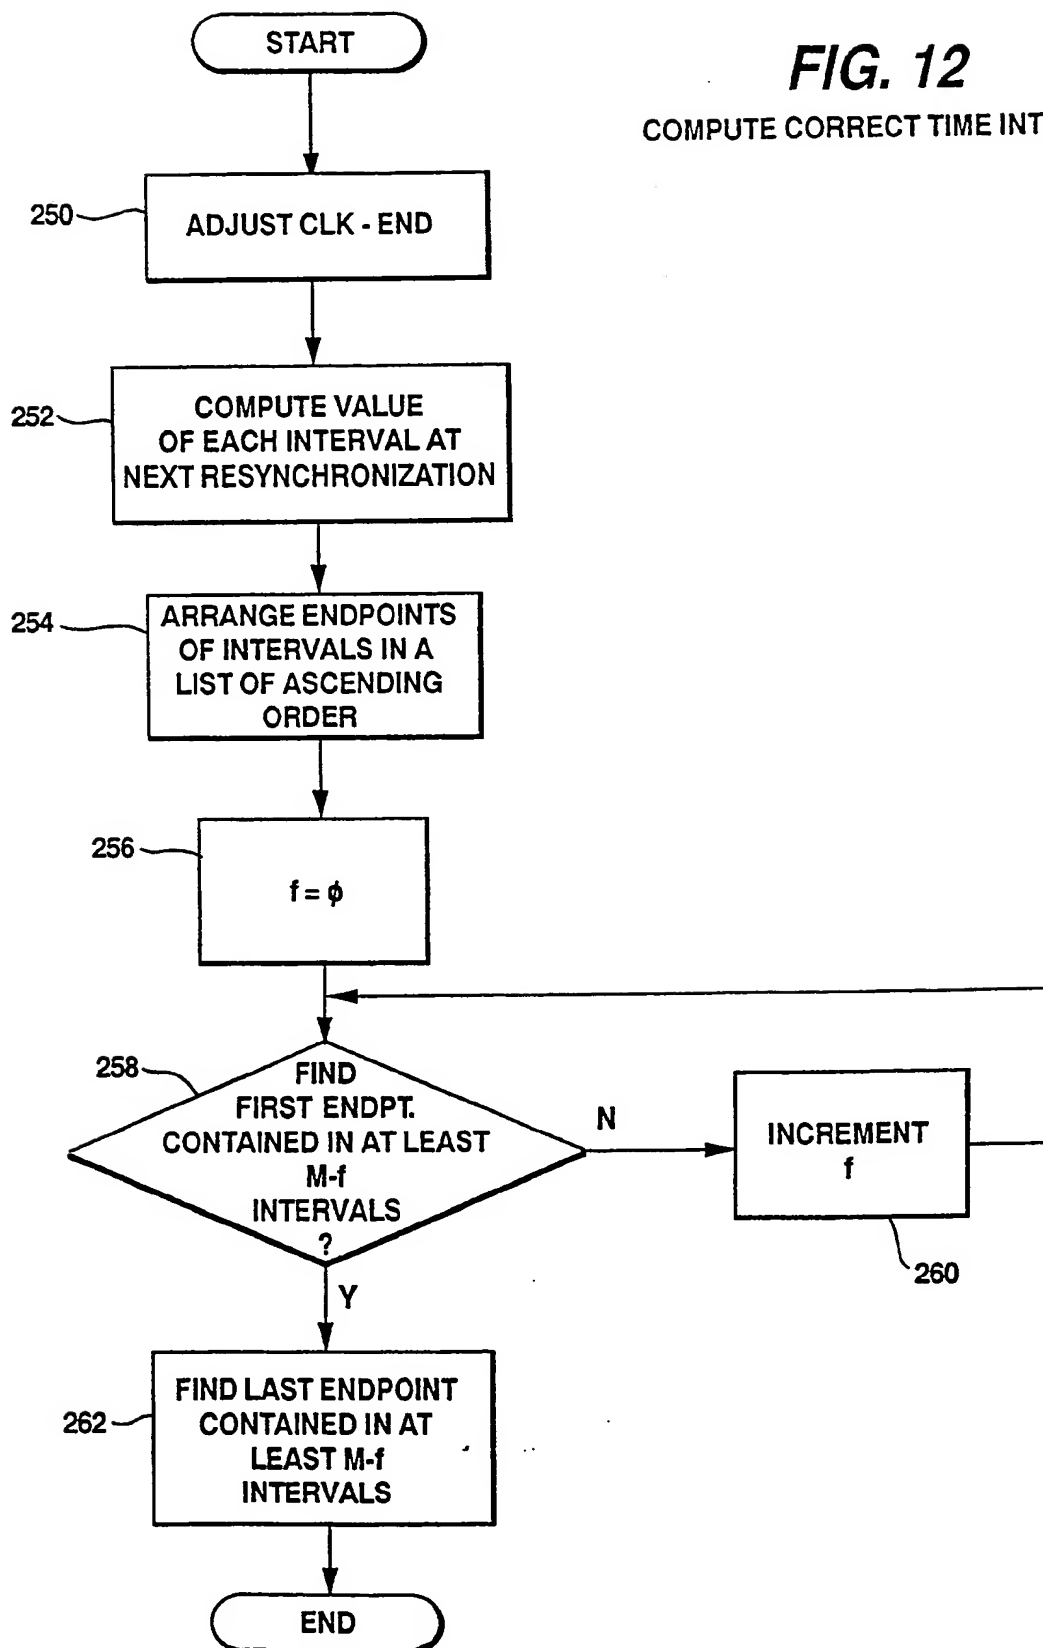 START
FIG. 12
COMPUTE CORRECT TIME INT
250
ADJUST CLK - END
252
COMPUTE VALUE
OF EACH INTERVAL AT
NEXT RESYNCHRONIZATION
254
ARRANGE ENDPOINTS
OF INTERVALS IN A
LIST OF ASCENDING
ORDER
256
f = ϕ
258
FIND
FIRST ENDPT.
CONTAINED IN AT LEAST
M-f
INTERVALS
?
N
INCREMENT
f
260
Y
262
FIND LAST ENDPOINT
CONTAINED IN AT
LEAST M-f
INTERVALS
END